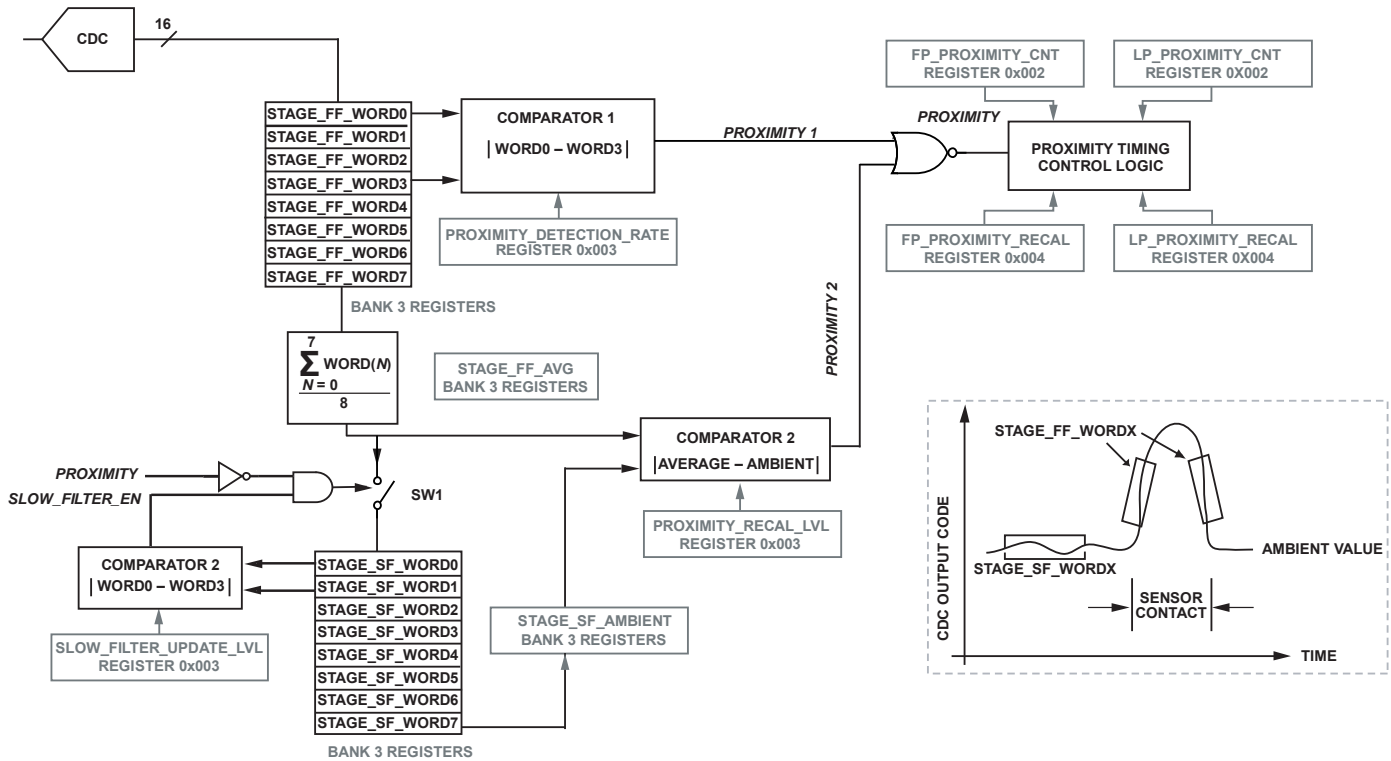 CDC
16
FP_PROXIMITY_CNT
REGISTER 0x002
LP_PROXIMITY_CNT
REGISTER 0X002
STAGE_FF_WORD0
STAGE_FF_WORD1
STAGE_FF_WORD2
STAGE_FF_WORD3
STAGE_FF_WORD4
STAGE_FF_WORD5
STAGE_FF_WORD6
STAGE_FF_WORD7
BANK 3 REGISTERS
COMPARATOR 1
|WORD0 – WORD3|
PROXIMITY_DETECTION_RATE
REGISTER 0x003
PROXIMITY 1
PROXIMITY
PROXIMITY TIMING
CONTROL LOGIC
FP_PROXIMITY_RECAL
REGISTER 0x004
LP_PROXIMITY_RECAL
REGISTER 0X004
PROXIMITY 2
7
Σ WORD(N)
N = 0
8
STAGE_FF_AVG
BANK 3 REGISTERS
COMPARATOR 2
|AVERAGE – AMBIENT|
PROXIMITY_RECAL_LVL
REGISTER 0x003
PROXIMITY
SLOW_FILTER_EN
SW1
COMPARATOR 2
|WORD0 – WORD3|
SLOW_FILTER_UPDATE_LVL
REGISTER 0x003
STAGE_SF_WORD0
STAGE_SF_WORD1
STAGE_SF_WORD2
STAGE_SF_WORD3
STAGE_SF_WORD4
STAGE_SF_WORD5
STAGE_SF_WORD6
STAGE_SF_WORD7
BANK 3 REGISTERS
STAGE_SF_AMBIENT
BANK 3 REGISTERS
CDC OUTPUT CODE
STAGE_FF_WORDX
STAGE_SF_WORDX
AMBIENT VALUE
SENSOR
CONTACT
TIME